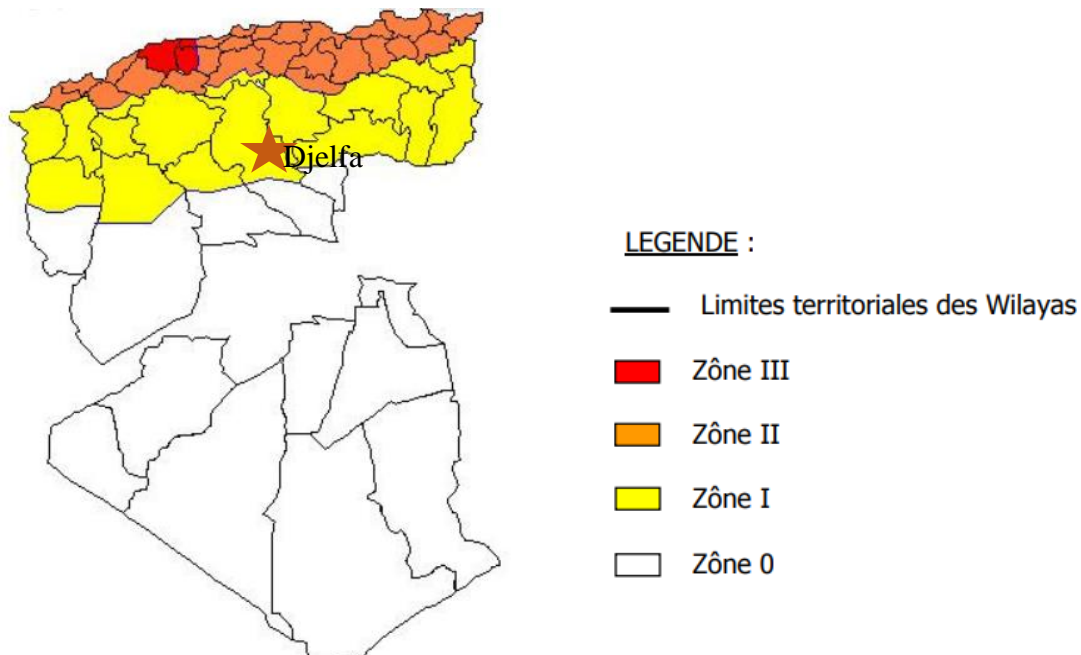 Djelfa
LEGENDE :
Limites territoriales des Wilayas
Zône III
Zône II
Zône I
Zône 0